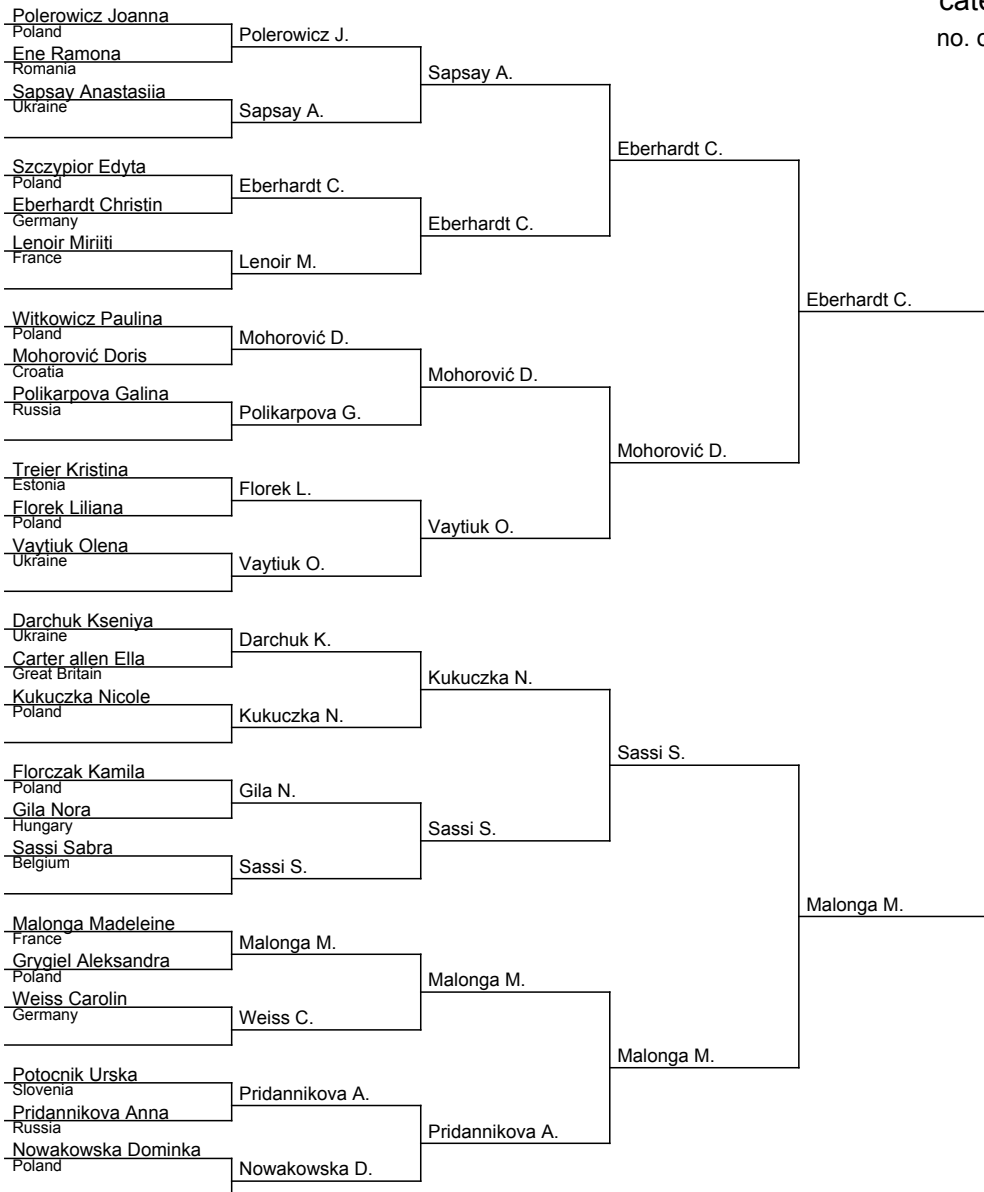 cate
no. o
Polerowicz Joanna
Poland
Ene Ramona
Romania
Sapsay Anastasiia
Ukraine
Szczypior Edyta
Poland
Eberhardt Christin
Germany
Lenoir Miriiti
France
Witkowicz Paulina
Poland
Mohorović Doris
Croatia
Polikarpova Galina
Russia
Treier Kristina
Estonia
Florek Liliana
Poland
Vaytiuk Olena
Ukraine
Darchuk Kseniya
Ukraine
Carter allen Ella
Great Britain
Kukuczka Nicole
Poland
Florczak Kamila
Poland
Gila Nora
Hungary
Sassi Sabra
Belgium
Malonga Madeleine
France
Grygiel Aleksandra
Poland
Weiss Carolin
Germany
Potocnik Urska
Slovenia
Pridannikova Anna
Russia
Nowakowska Dominka
Poland
Polerowicz J.
Sapsay A.
Eberhardt C.
Lenoir M.
Mohorović D.
Polikarpova G.
Florek L.
Vaytiuk O.
Darchuk K.
Kukuczka N.
Gila N.
Sassi S.
Malonga M.
Weiss C.
Pridannikova A.
Nowakowska D.
Sapsay A.
Eberhardt C.
Mohorović D.
Vaytiuk O.
Kukuczka N.
Sassi S.
Malonga M.
Pridannikova A.
Eberhardt C.
Mohorović D.
Sassi S.
Malonga M.
Eberhardt C.
Malonga M.